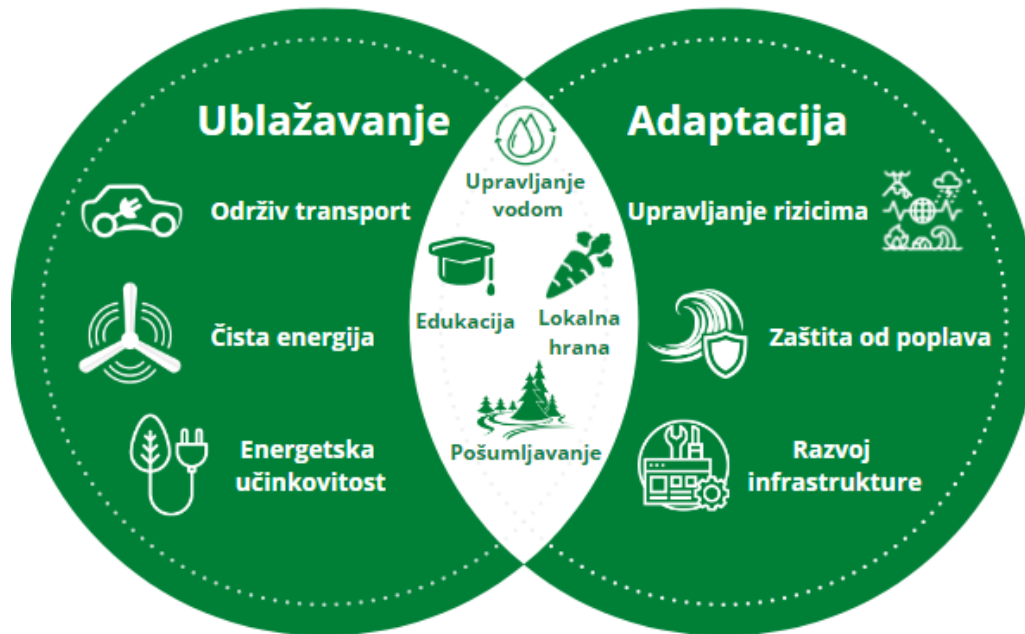 Ublažavanje
Održiv transport
Čista energija
Energetska
učinkovitost
Upravljanje
vodom
Edukacija
Lokalna
hrana
Pošumljavanje
Adaptacija
Upravljanje rizicima
Zaštita od poplava
Razvoj
infrastrukture